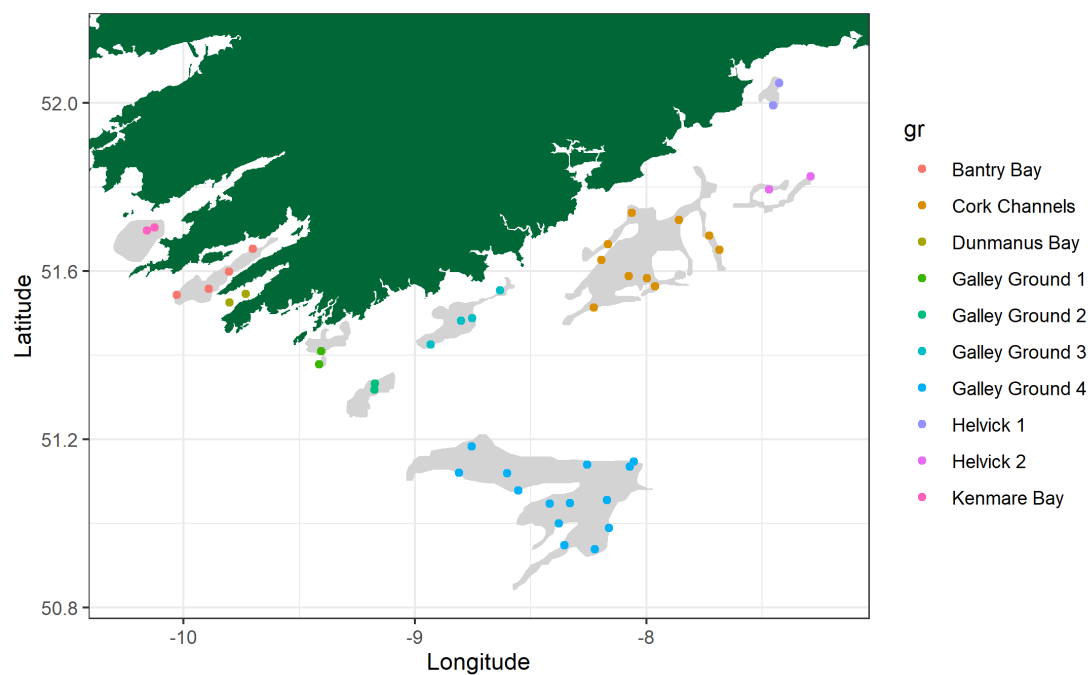 52.0
51.6
51.2
50.8
Latitude
-10
-9
-8
Longitude
gr
Bantry Bay
Cork Channels
Dunmanus Bay
Galley Ground 1
Galley Ground 2
Galley Ground 3
Galley Ground 4
Helvick 1
Helvick 2
Kenmare Bay